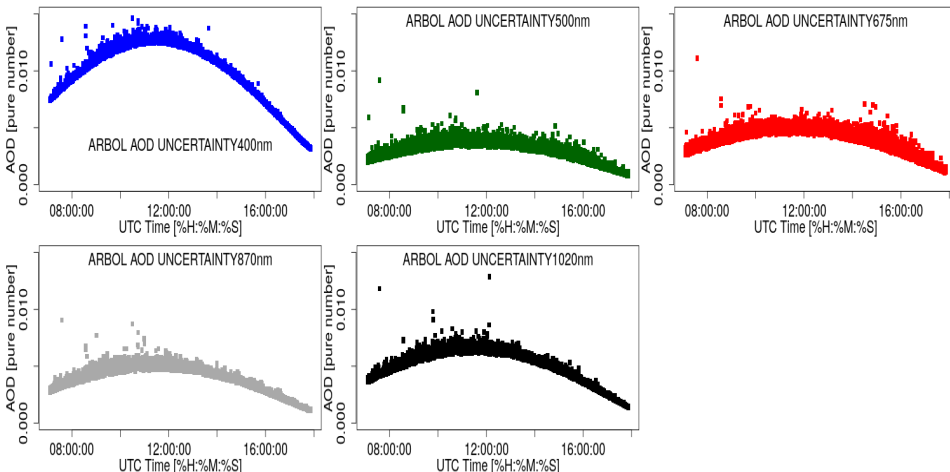 AOD [pure number]
0.000
0.010
ARBOL AOD UNCERTAINTY400nm
08:00:00
12:00:00
16:00:00
UTC Time [%H:%M:%S]
AOD [pure number]
0.000
0.010
ARBOL AOD UNCERTAINTY500nm
08:00:00
12:00:00
16:00:00
UTC Time [%H:%M:%S]
AOD [pure number]
0.000
0.010
ARBOL AOD UNCERTAINTY675nm
08:00:00
12:00:00
16:00:00
UTC Time [%H:%M:%S]
AOD [pure number]
0.000
0.010
ARBOL AOD UNCERTAINTY870nm
08:00:00
12:00:00
16:00:00
UTC Time [%H:%M:%S]
AOD [pure number]
0.000
0.010
ARBOL AOD UNCERTAINTY1020nm
08:00:00
12:00:00
16:00:00
UTC Time [%H:%M:%S]